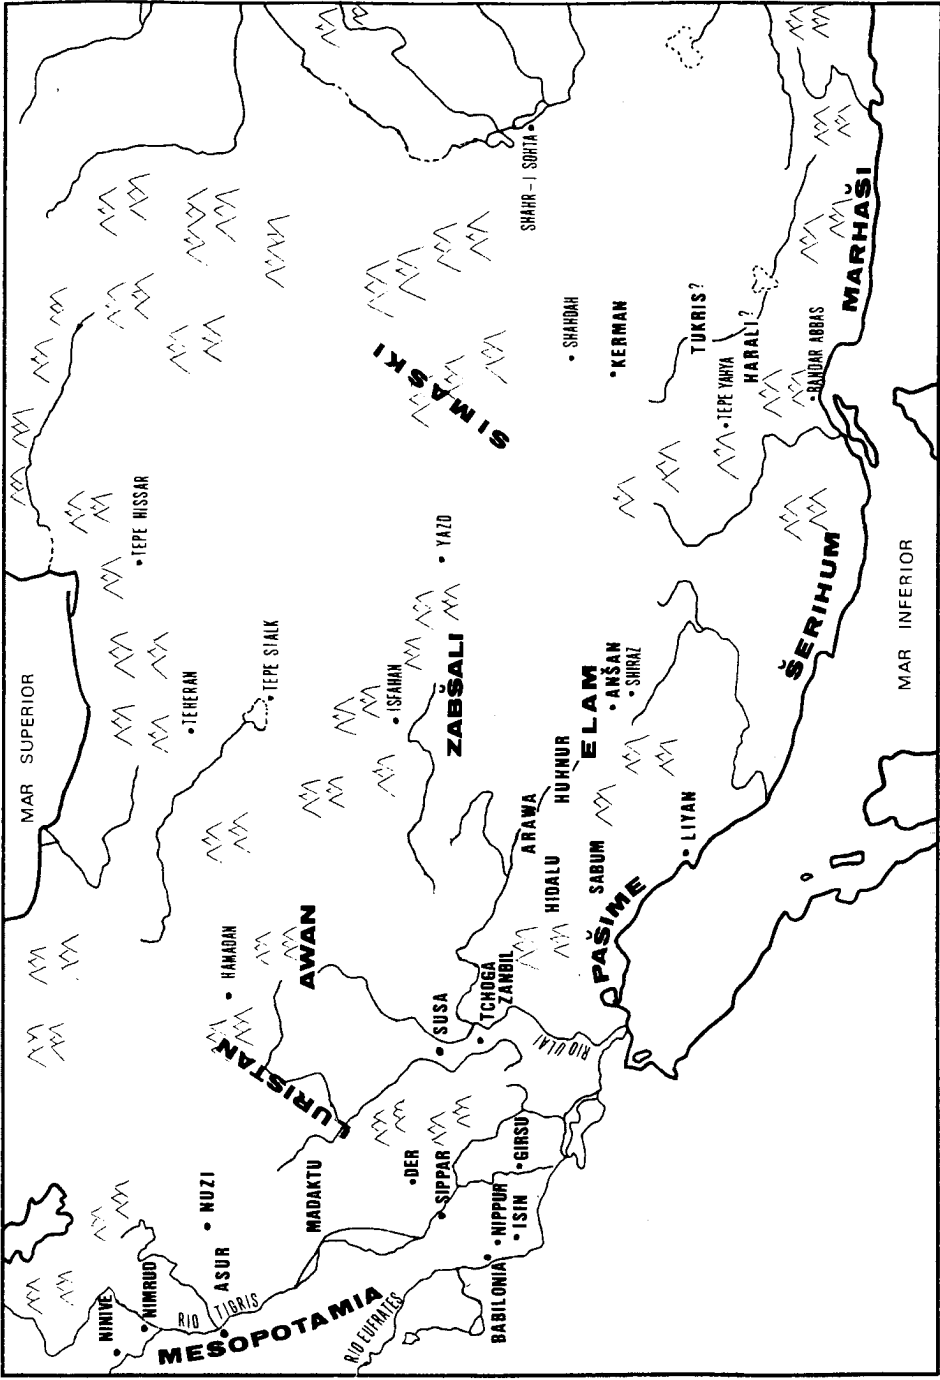 MAR SUPERIOR
TEPE HISSAR
TEHERAN
TEPE SIALK
SIMASKI
YAZD
ISFAHAN
ZABŠALI
SHAHR-I SOHTA
SHAHDAH
KERMAN
TUKRIS?
HARALI?
TEPE YAHYA
BANDAR ABBAS
MARHAŠI
ŠERIHUM
MAR INFERIOR
ELAM
ANŠAN
SHIRAZ
HUHNUR
ARAWA
HIDALU
SABUM
LIYAN
PAŠIME
HAMADAN
AWAN
LURISTAN
SUSA
TCHOGA
ZANBIL
RIO ULAI
NUZI
MADAKTU
DER
SIPPAR
GIRSU
NIPPUR
ISIN
BABILONIA
ASUR
NIMRUD
NINIVE
RIO TIGRIS
MESOPOTAMIA
RIO EUFRATES